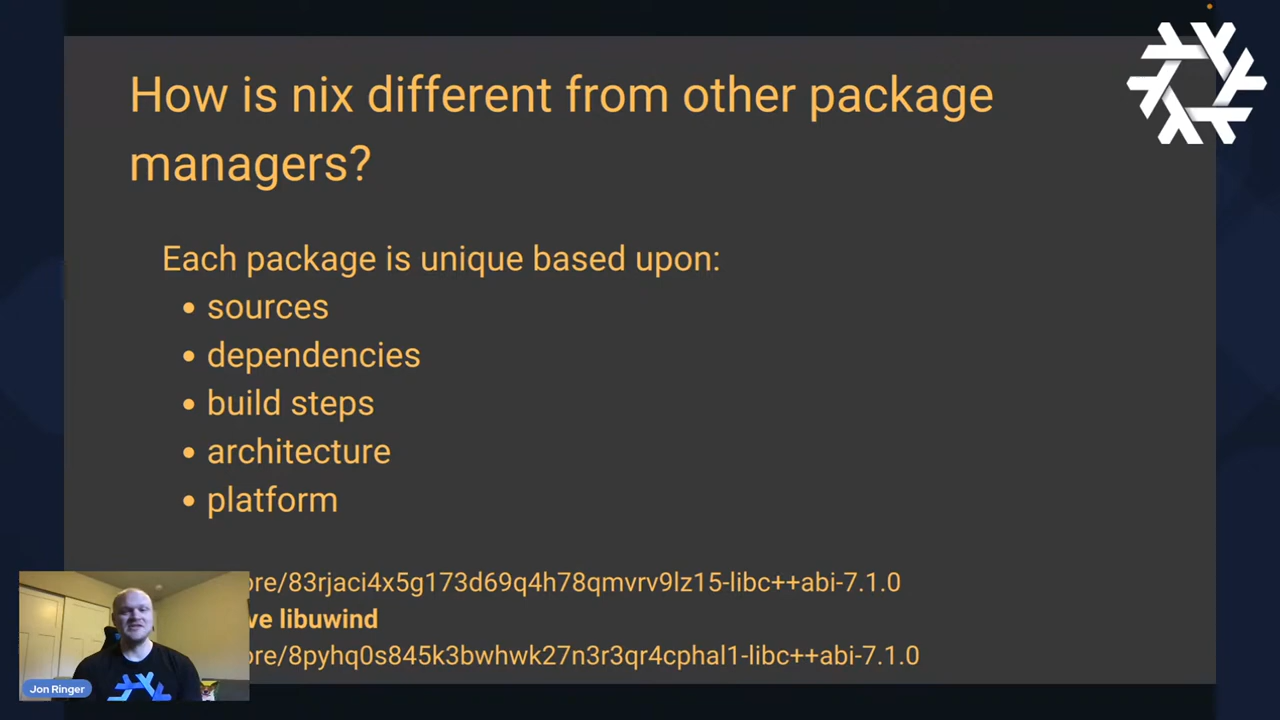 How is nix different from other package
managers?
Each package is unique based upon:
sources
dependencies
build steps
architecture
platform
ore/83rjaci4x5g173d69q4h78qmvrv9lz15-libc++abi-7.1.0
ve libuwind
ore/8pyhq0s845k3bwhwk27n3r3qr4cphal1-libc++abi-7.1.0
Jon Ringer